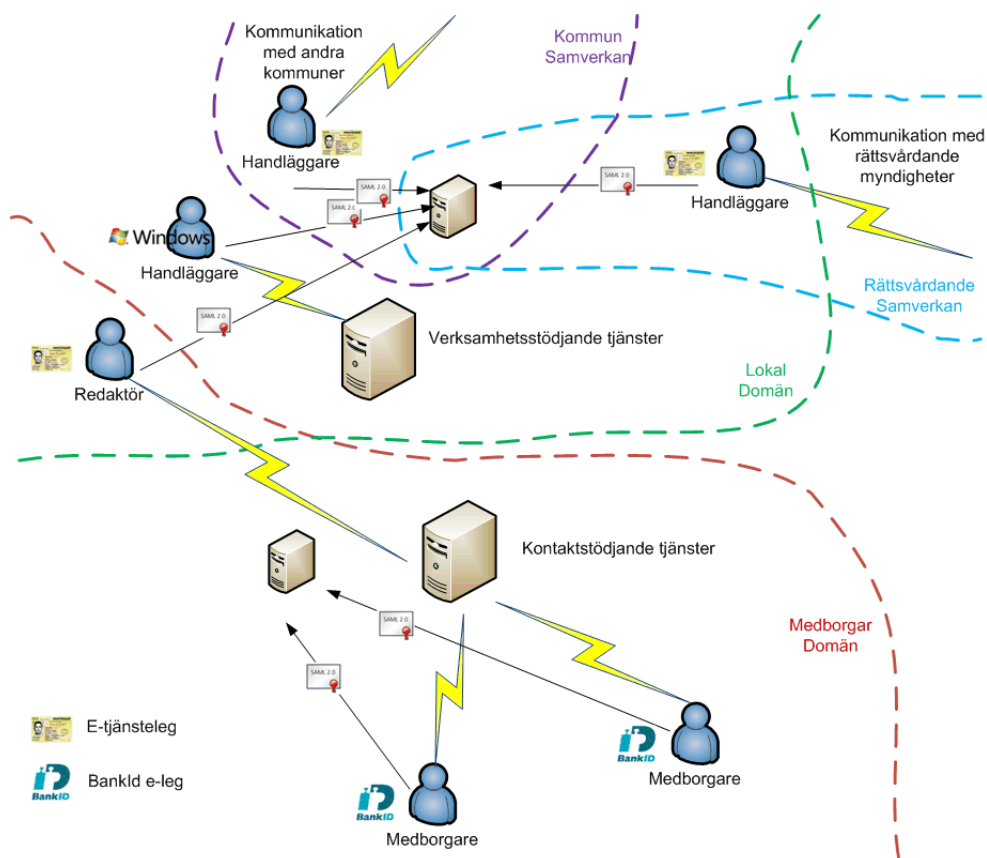 Kommunikation
med andra
kommuner
Handläggare
Kommun
Samverkan
SAML 2.0
SAML 2.0
SAML 2.0
Handläggare
Kommunikation med
rättsvårdande
myndigheter
Windows
Handläggare
Rättsvårdande
Samverkan
SAML 2.0
Redaktör
Verksamhetsstödjande tjänster
Lokal
Domän
Kontaktstödjande tjänster
SAML 2.0
SAML 2.0
Medborgar
Domän
BankID
Medborgare
BankID
Medborgare
E-tjänsteleg
BankID
BankId e-leg